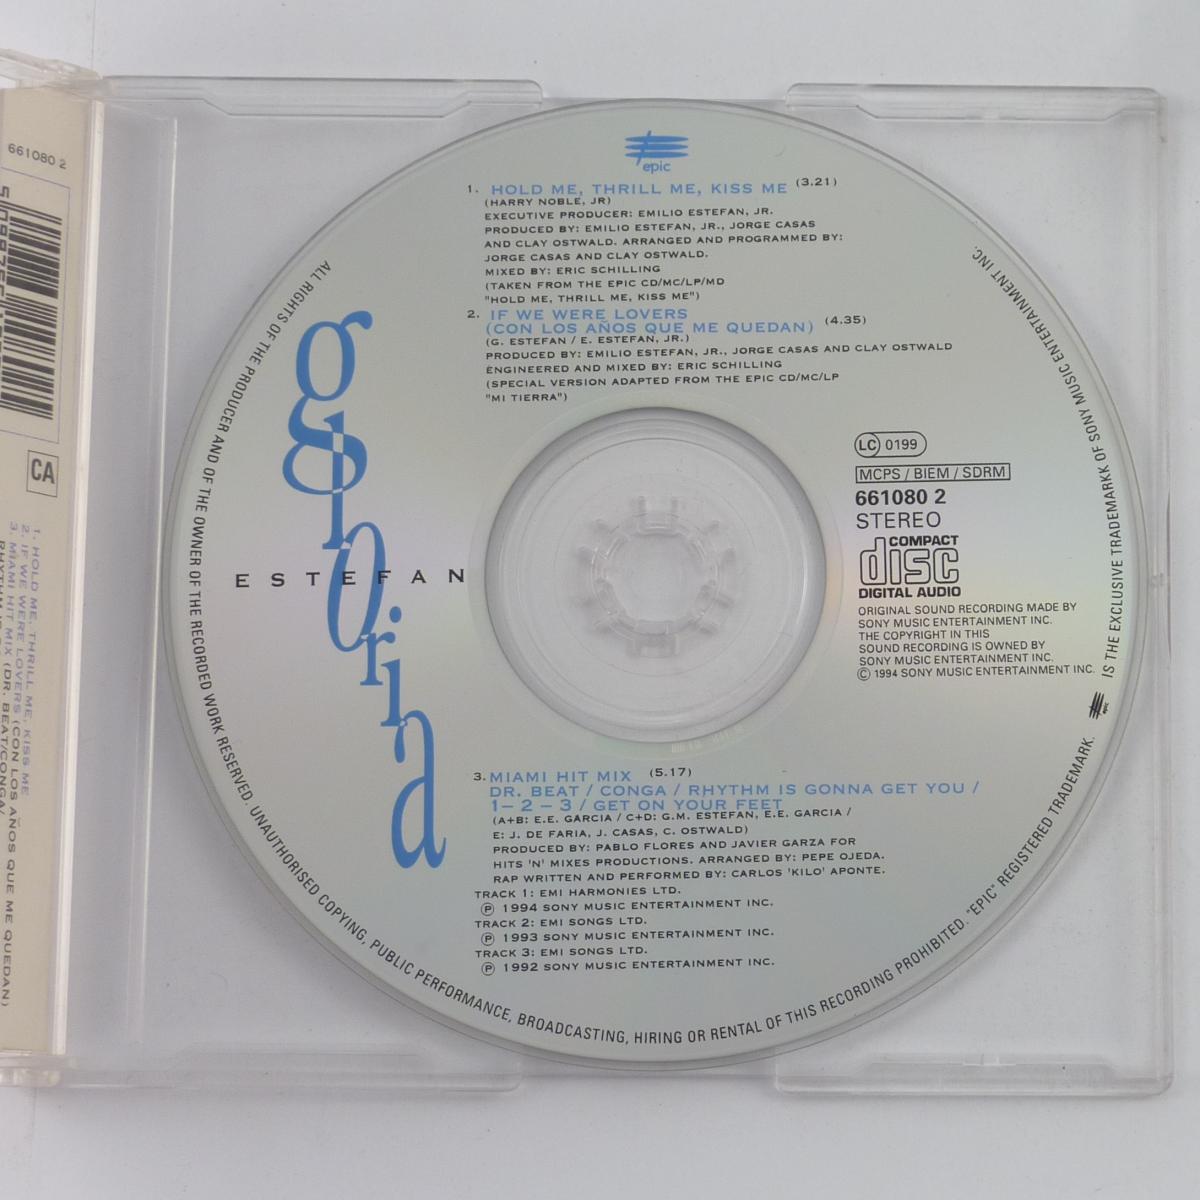 661080 2
CA
1. HOLD ME, THRILL ME, KISS ME
2. IF WE WERE LOVERS (CON LOS AÑOS QUE ME QUEDAN)
3. MIAMI HIT MIX (DR. BEAT/CONGA/
epic
1. HOLD ME, THRILL ME, KISS ME (3.21)
(HARRY NOBLE, JR)
EXECUTIVE PRODUCER: EMILIO ESTEFAN, JR.
PRODUCED BY: EMILIO ESTEFAN, JR., JORGE CASAS
AND CLAY OSTWALD. ARRANGED AND PROGRAMMED BY:
JORGE CASAS AND CLAY OSTWALD.
MIXED BY: ERIC SCHILLING
(TAKEN FROM THE EPIC CD/MC/LP/MD
"HOLD ME, THRILL ME, KISS ME")
2. IF WE WERE LOVERS
(CON LOS AÑOS QUE ME QUEDAN) (4.35)
(G. ESTEFAN / E. ESTEFAN, JR.)
PRODUCED BY: EMILIO ESTEFAN, JR., JORGE CASAS AND CLAY OSTWALD
ENGINEERED AND MIXED BY: ERIC SCHILLING
(SPECIAL VERSION ADAPTED FROM THE EPIC CD/MC/LP
"MI TIERRA")
gloria
ESTEFAN
LC 0199
MCPS / BIEM / SDRM
661080 2
STEREO
COMPACT
disc
DIGITAL AUDIO
ORIGINAL SOUND RECORDING MADE BY
SONY MUSIC ENTERTAINMENT INC.
THE COPYRIGHT IN THIS
SOUND RECORDING IS OWNED BY
SONY MUSIC ENTERTAINMENT INC.
© 1994 SONY MUSIC ENTERTAINMENT INC.
3. MIAMI HIT MIX (5.17)
DR. BEAT / CONGA / RHYTHM IS GONNA GET YOU /
1 – 2 – 3 / GET ON YOUR FEET
(A+B: E.E. GARCIA / C+D: G.M. ESTEFAN, E.E. GARCIA /
E: J. DE FARIA, J. CASAS, C. OSTWALD)
PRODUCED BY: PABLO FLORES AND JAVIER GARZA FOR
HITS 'N' MIXES PRODUCTIONS. ARRANGED BY: PEPE OJEDA.
RAP WRITTEN AND PERFORMED BY: CARLOS 'KILO' APONTE.
TRACK 1: EMI HARMONIES LTD.
℗ 1994 SONY MUSIC ENTERTAINMENT INC.
TRACK 2: EMI SONGS LTD.
℗ 1993 SONY MUSIC ENTERTAINMENT INC.
TRACK 3: EMI SONGS LTD.
℗ 1992 SONY MUSIC ENTERTAINMENT INC.
ALL RIGHTS OF THE PRODUCER AND OF THE OWNER OF THE RECORDED WORK RESERVED. UNAUTHORISED COPYING, PUBLIC PERFORMANCE, BROADCASTING, HIRING OR RENTAL OF THIS RECORDING PROHIBITED. "EPIC" REGISTERED TRADEMARK. epic IS THE EXCLUSIVE TRADEMARKK OF SONY MUSIC ENTERTAINMENT INC.